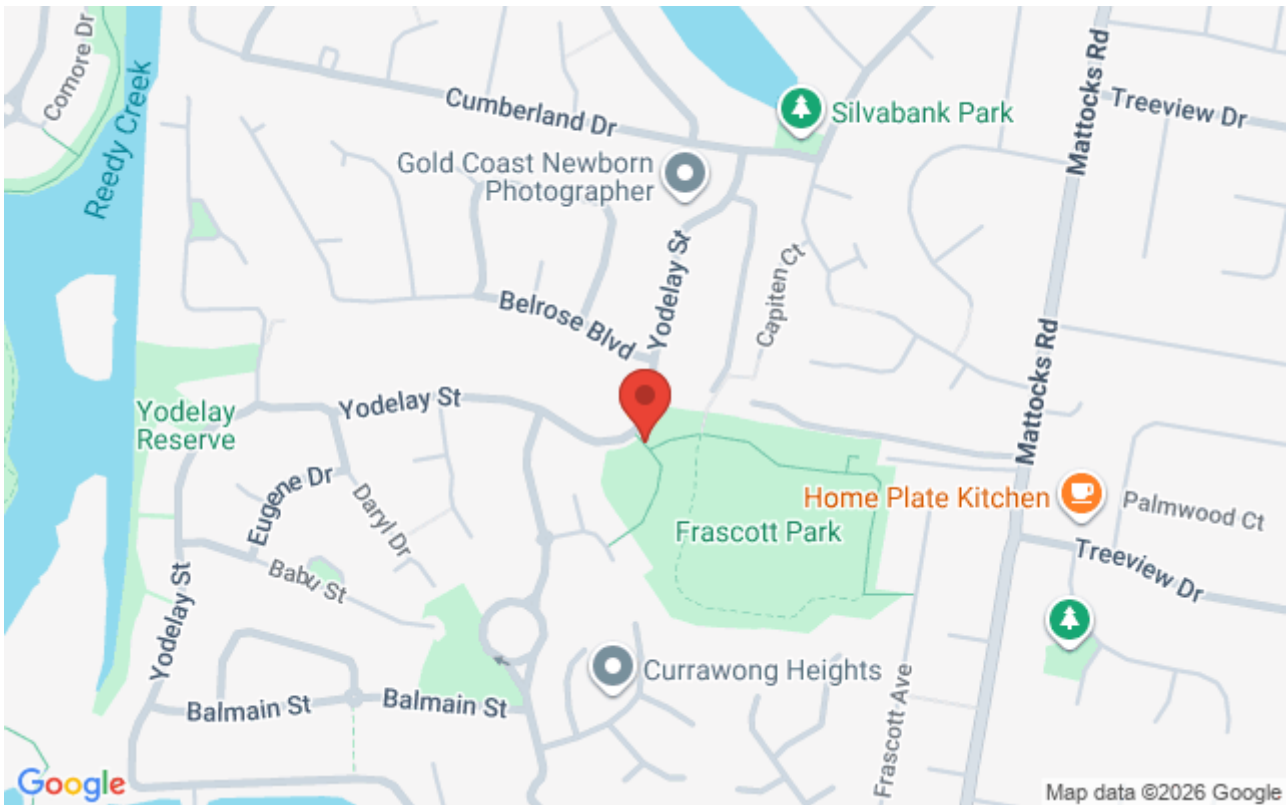 Comore Dr
Reedy Creek
Cumberland Dr
Silvabank Park
Mattocks Rd
Treeview Dr
Gold Coast Newborn
Photographer
Yodelay St
Capiten Ct
Belrose Blvd
Mattocks Rd
Yodelay
Reserve
Yodelay St
Home Plate Kitchen
Palmwood Ct
Eugene Dr
Daryl Dr
Frascott Park
Treeview Dr
Babu St
Yodelay St
Currawong Heights
Balmain St
Balmain St
Frascott Ave
Google
Map data ©2026 Google